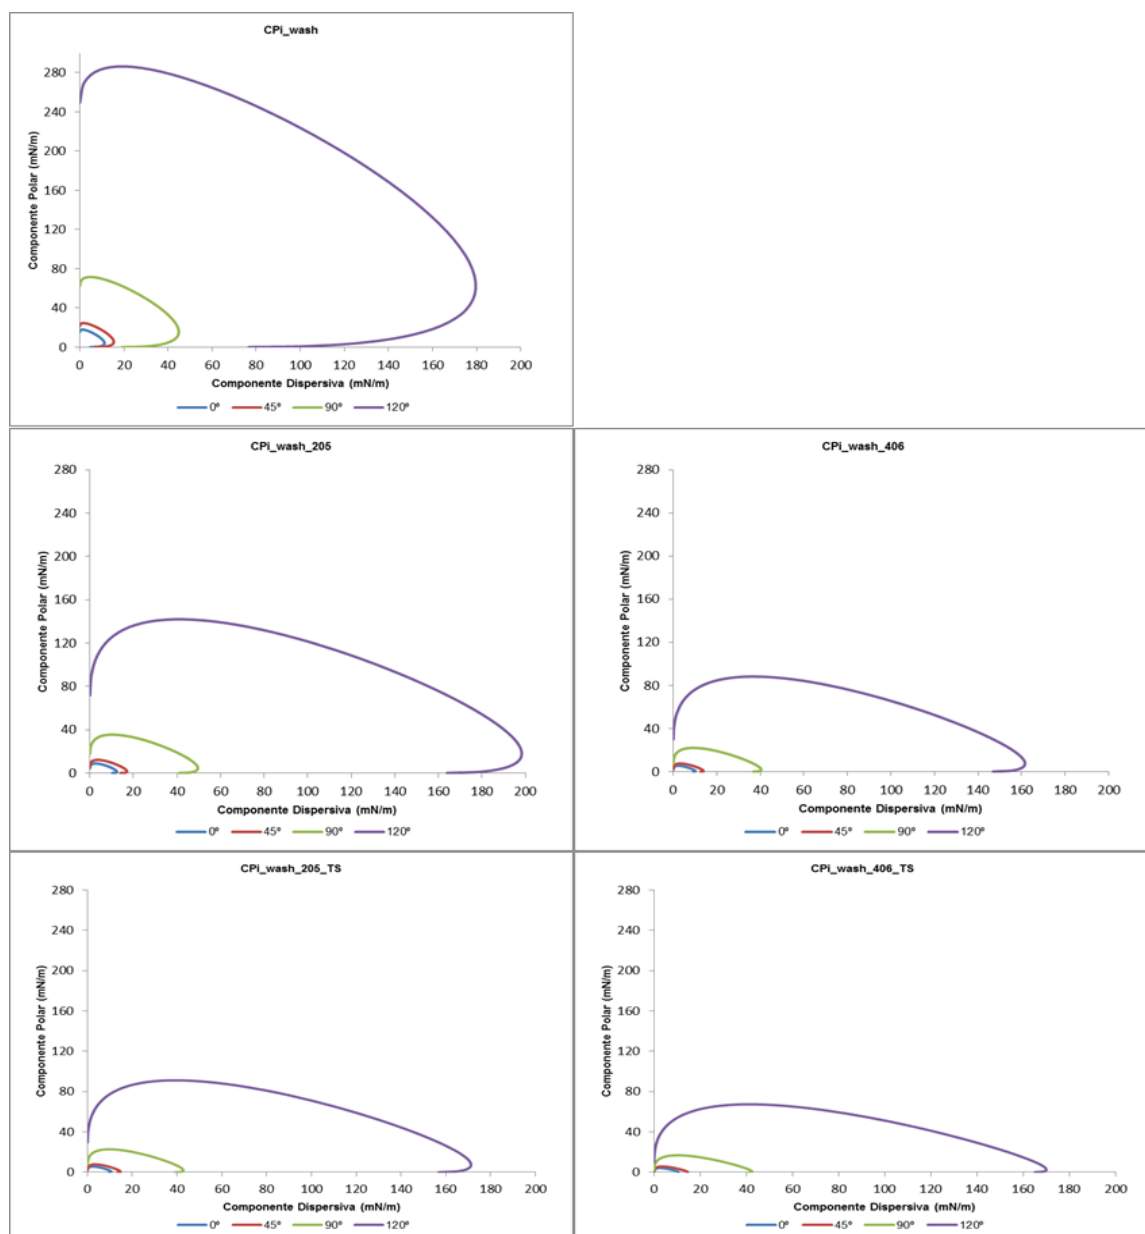 CPi_wash
Componente Polar (mN/m)
280
240
200
160
120
80
40
0
0 20 40 60 80 100 120 140 160 180 200
Componente Dispersiva (mN/m)
0º 45º 90º 120º
CPi_wash_205
Componente Polar (mN/m)
280
240
200
160
120
80
40
0
0 20 40 60 80 100 120 140 160 180 200
Componente Dispersiva (mN/m)
0º 45º 90º 120º
CPi_wash_406
Componente Polar (mN/m)
280
240
200
160
120
80
40
0
0 20 40 60 80 100 120 140 160 180 200
Componente Dispersiva (mN/m)
0º 45º 90º 120º
CPi_wash_205_TS
Componente Polar (mN/m)
280
240
200
160
120
80
40
0
0 20 40 60 80 100 120 140 160 180 200
Componente Dispersiva (mN/m)
0º 45º 90º 120º
CPi_wash_406_TS
Componente Polar (mN/m)
280
240
200
160
120
80
40
0
0 20 40 60 80 100 120 140 160 180 200
Componente Dispersiva (mN/m)
0º 45º 90º 120º